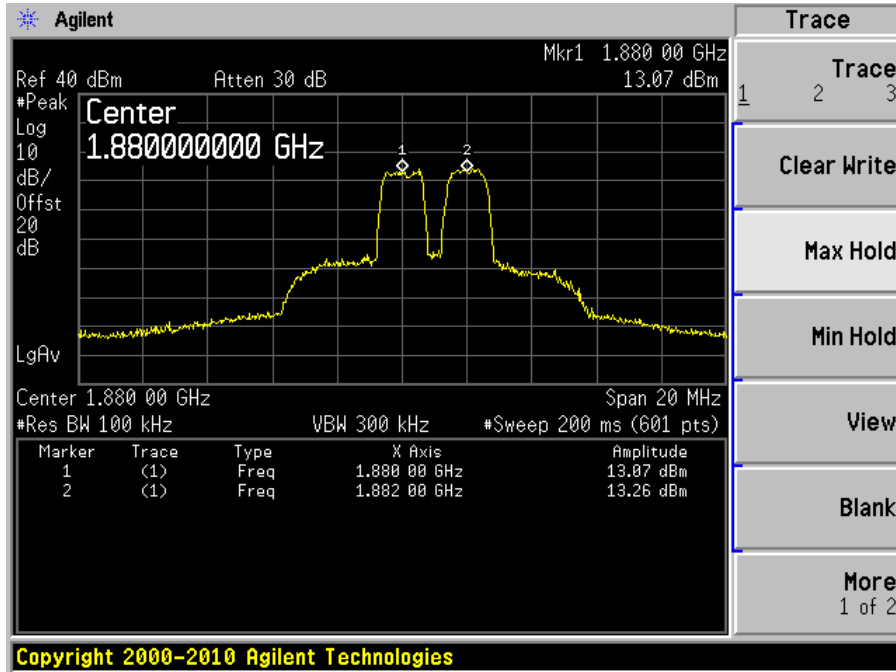 Agilent
Trace
Mkr1 1.880 00 GHz
Ref 40 dBm Atten 30 dB 13.07 dBm
#Peak
Log
10
dB/
Offst
20
dB
LgAv
Center
1.880000000 GHz
1 2
Center 1.880 00 GHz Span 20 MHz
#Res BW 100 kHz VBW 300 kHz #Sweep 200 ms (601 pts)
Marker Trace Type X Axis Amplitude
1 (1) Freq 1.880 00 GHz 13.07 dBm
2 (1) Freq 1.882 00 GHz 13.26 dBm
Trace
1 2 3
Clear Write
Max Hold
Min Hold
View
Blank
More
1 of 2
Copyright 2000-2010 Agilent Technologies